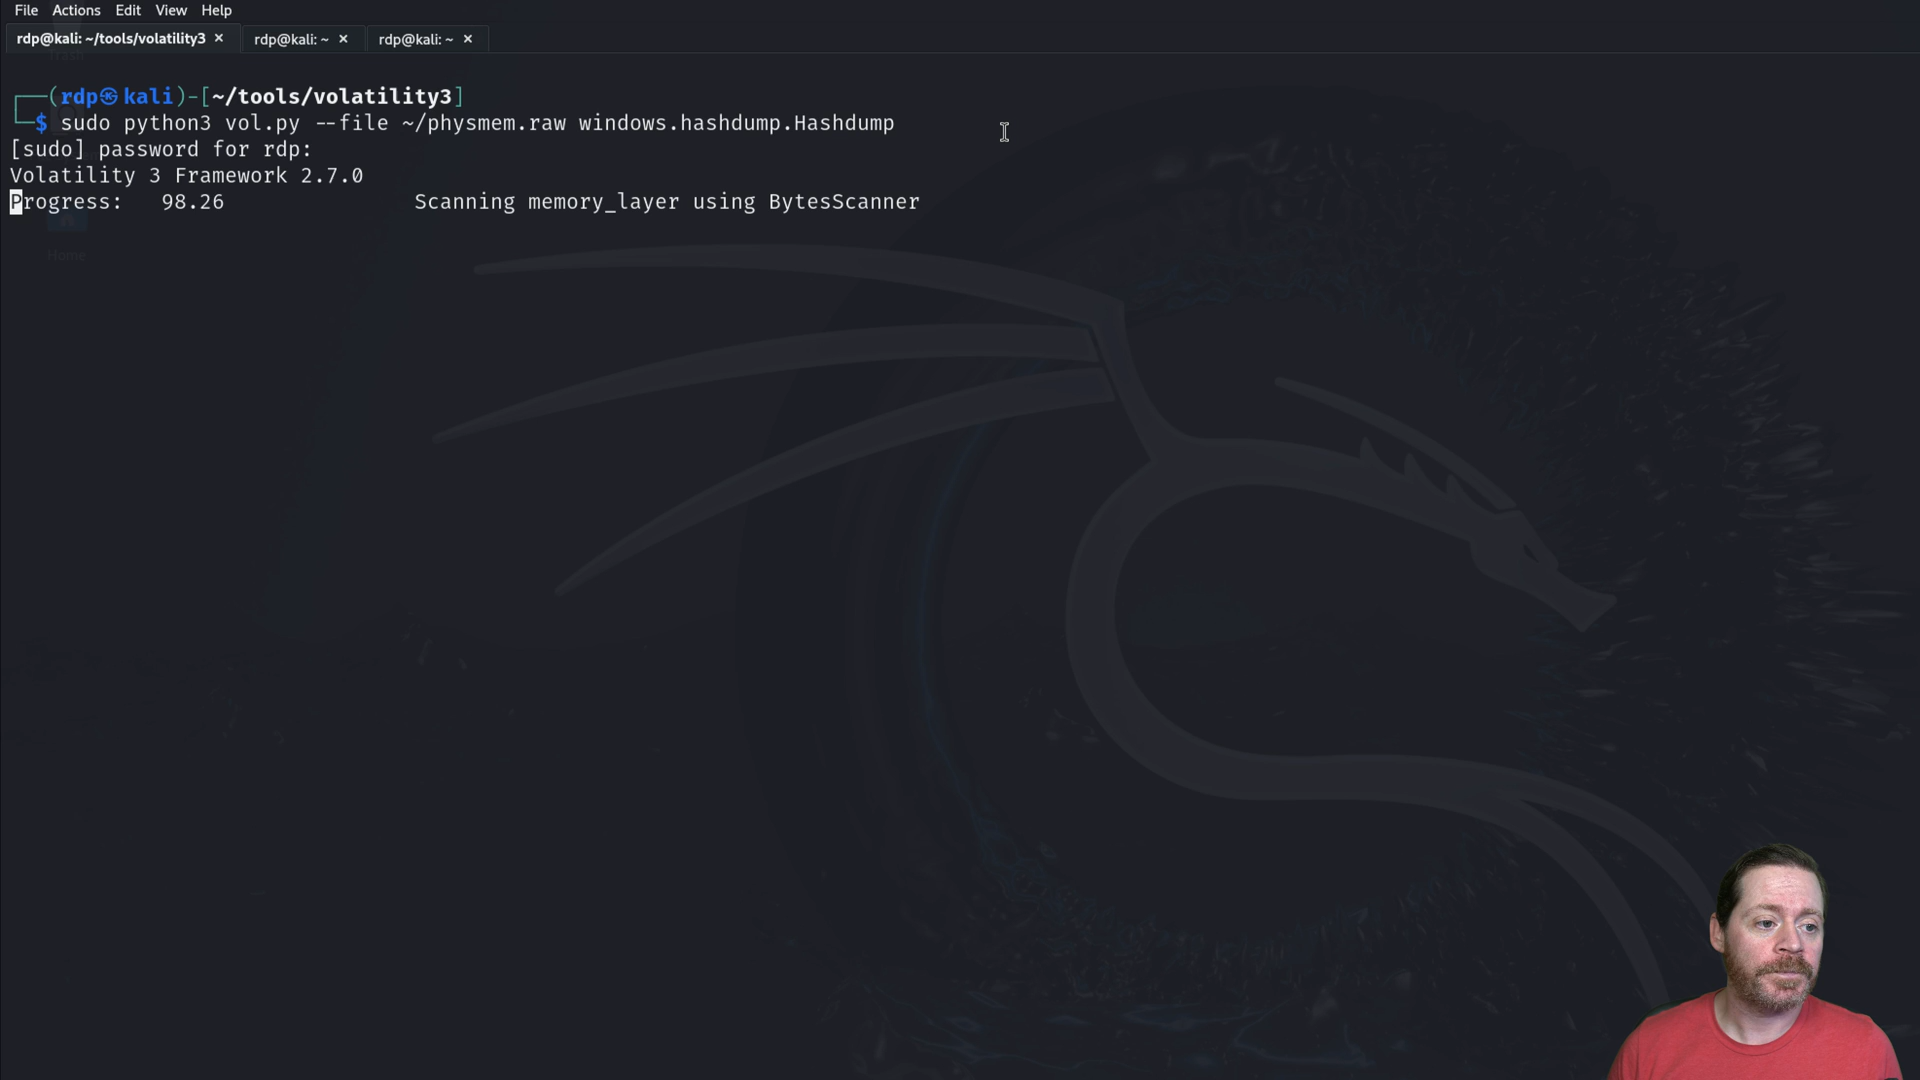 File Actions Edit View Help
rdp@kali: ~/tools/volatility3 × rdp@kali: ~ × rdp@kali: ~ ×
Trash
┌──(rdp㉿kali)-[~/tools/volatility3]
└─$ sudo python3 vol.py --file ~/physmem.raw windows.hashdump.Hashdump
[sudo] password for rdp:
Volatility 3 Framework 2.7.0
Progress: 98.26 Scanning memory_layer using BytesScanner
Home